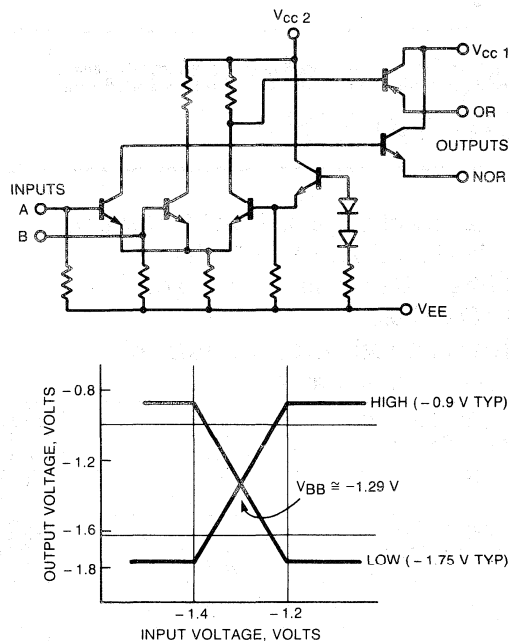 VCC 2
VCC 1
OR
OUTPUTS
NOR
INPUTS
A
B
VEE
OUTPUT VOLTAGE, VOLTS
-0.8
-1.2
-1.6
-1.8
HIGH (-0.9 V TYP)
VBB ≅ -1.29 V
LOW (-1.75 V TYP)
-1.4
-1.2
INPUT VOLTAGE, VOLTS